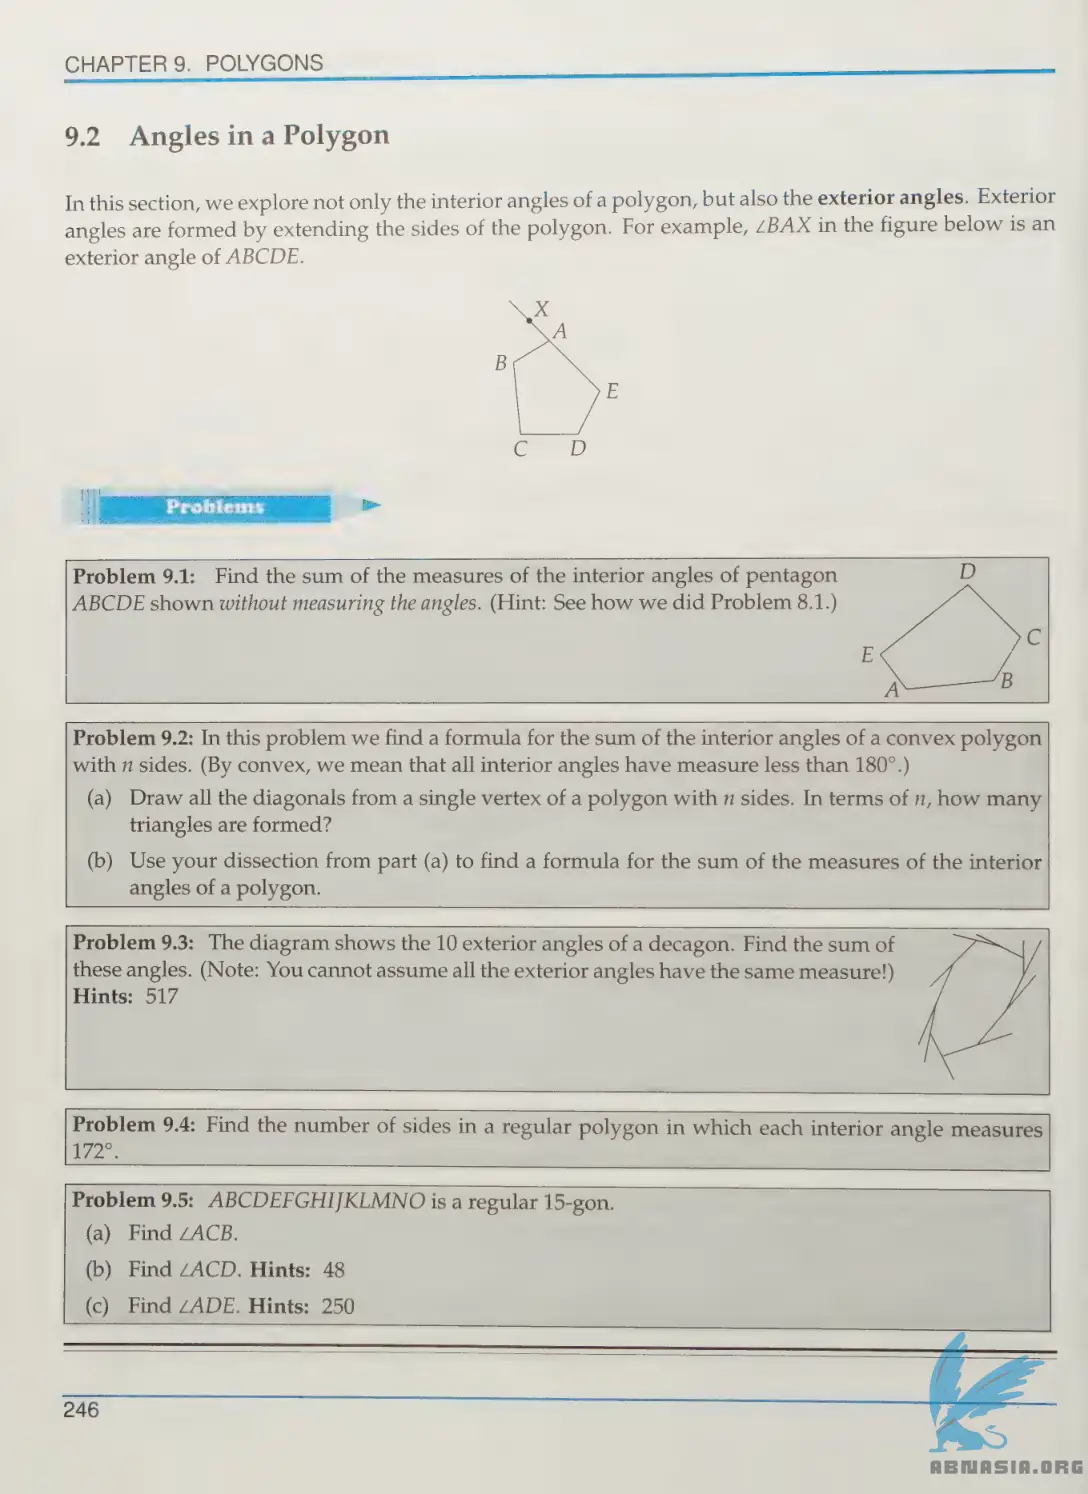 CHAPTER 9. POLYGONS
9.2 Angles in a Polygon
In this section, we explore not only the interior angles of a polygon, but also the exterior angles. Exterior
angles are formed by extending the sides of the polygon. For example, ∠BAX in the figure below is an
exterior angle of ABCDE.
X
A
B
E
C D
Problems
Problem 9.1: Find the sum of the measures of the interior angles of pentagon
ABCDE shown without measuring the angles. (Hint: See how we did Problem 8.1.)
D
C
E
A
B
Problem 9.2: In this problem we find a formula for the sum of the interior angles of a convex polygon
with n sides. (By convex, we mean that all interior angles have measure less than 180°.)
(a) Draw all the diagonals from a single vertex of a polygon with n sides. In terms of n, how many
triangles are formed?
(b) Use your dissection from part (a) to find a formula for the sum of the measures of the interior
angles of a polygon.
Problem 9.3: The diagram shows the 10 exterior angles of a decagon. Find the sum of
these angles. (Note: You cannot assume all the exterior angles have the same measure!)
Hints: 517
Problem 9.4: Find the number of sides in a regular polygon in which each interior angle measures
172°.
Problem 9.5: ABCDEFGHIJKLMNO is a regular 15-gon.
(a) Find ∠ACB.
(b) Find ∠ACD. Hints: 48
(c) Find ∠ADE. Hints: 250
246
ABNASIA.ORG